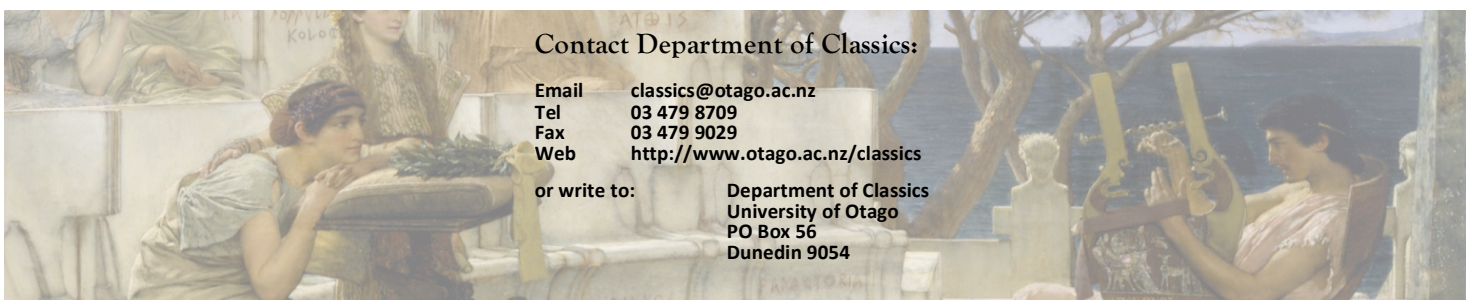 Contact Department of Classics:
Email classics@otago.ac.nz
Tel 03 479 8709
Fax 03 479 9029
Web http://www.otago.ac.nz/classics
or write to: Department of Classics
University of Otago
PO Box 56
Dunedin 9054